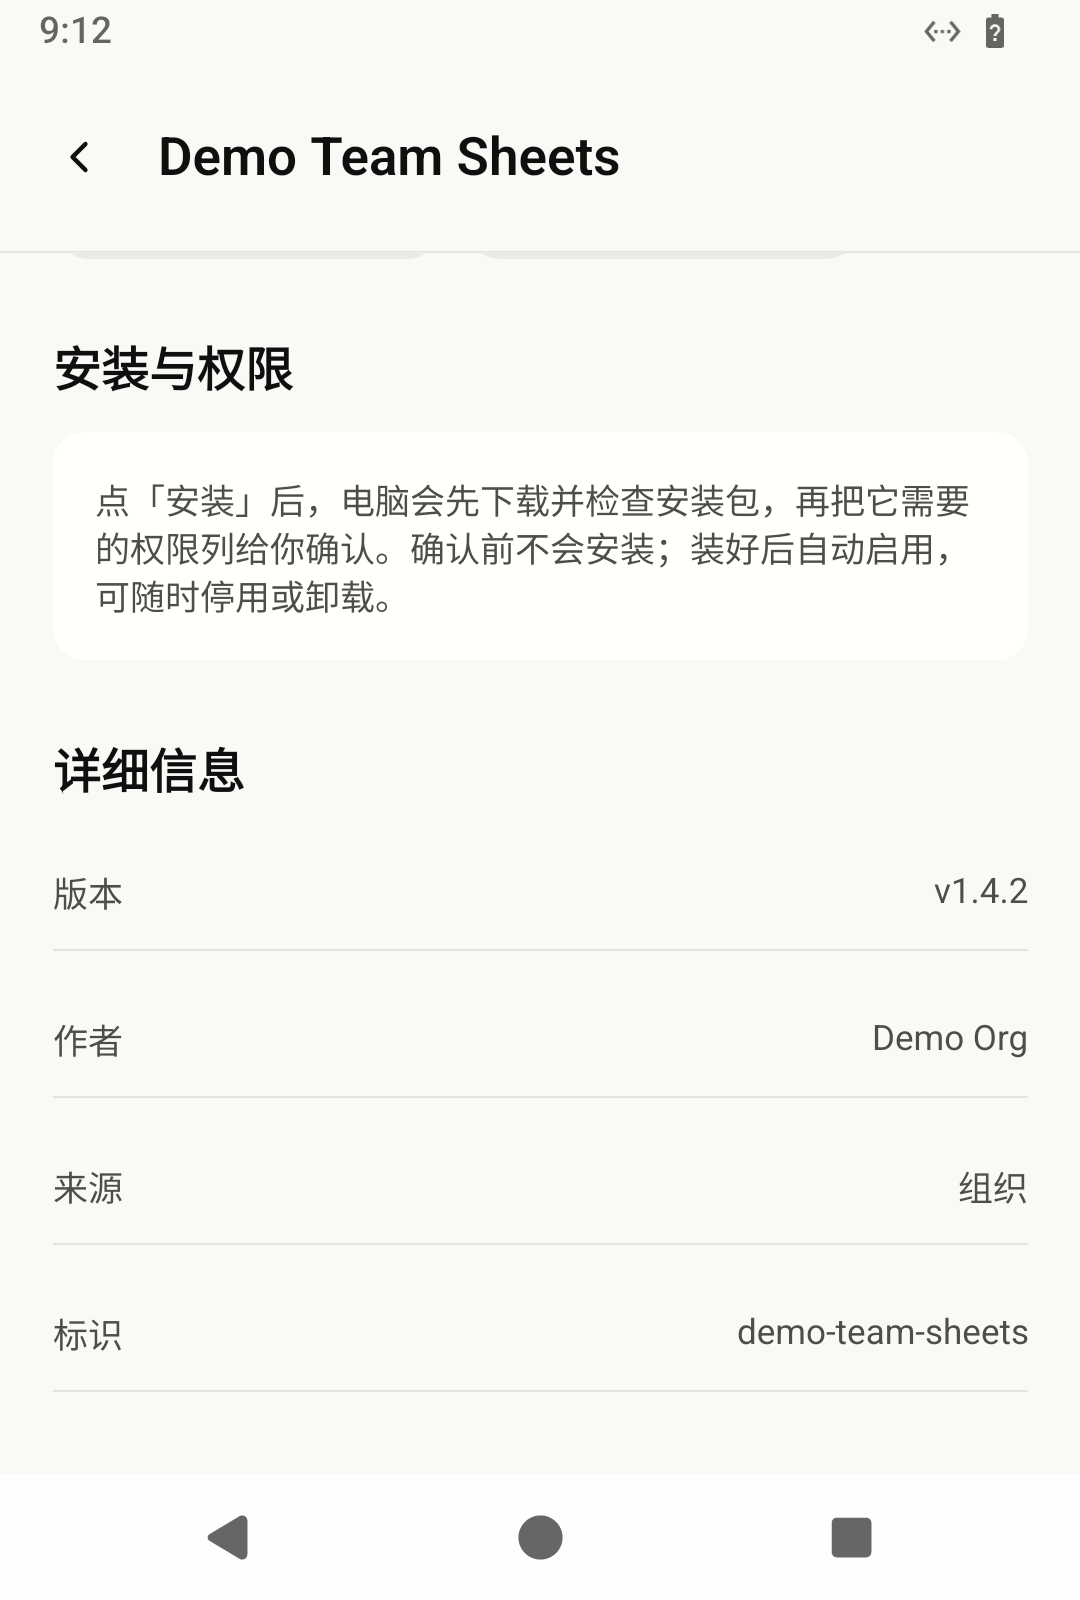 9:12
Demo Team Sheets
安装与权限
点「安装」后，电脑会先下载并检查安装包，再把它需要
的权限列给你确认。确认前不会安装；装好后自动启用，
可随时停用或卸载。
详细信息
版本 v1.4.2
作者 Demo Org
来源 组织
标识 demo-team-sheets